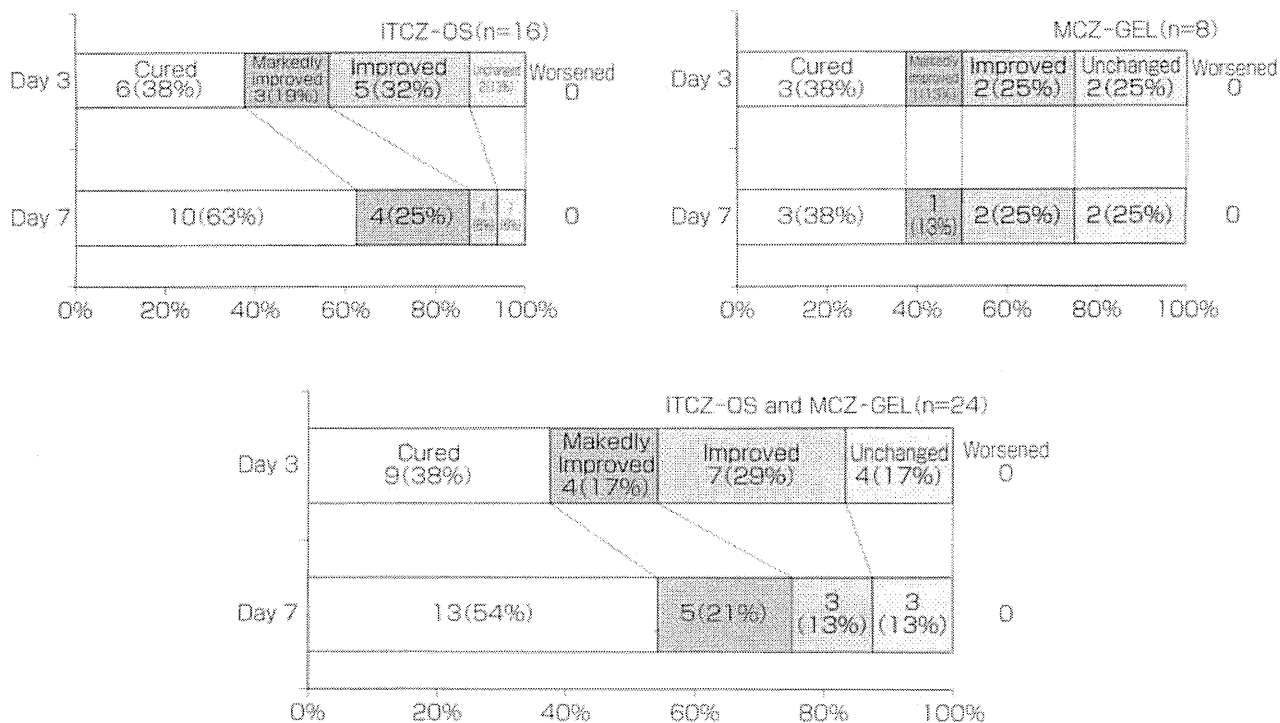 ITCZ-OS(n=16)
Day 3
Cured
6(38%)
Markedly
improved
3(19%)
Improved
5(32%)
Unchanged
Worsened
0
Day 7
10(63%)
4(25%)
0
0%
20%
40%
60%
80%
100%
MCZ-GEL(n=8)
Day 3
Cured
3(38%)
Improved
2(25%)
Unchanged
2(25%)
Worsened
0
Day 7
3(38%)
1
(13%)
2(25%)
2(25%)
0
0%
20%
40%
60%
80%
100%
ITCZ-OS and MCZ-GEL(n=24)
Day 3
Cured
9(38%)
Makedly
Improved
4(17%)
Improved
7(29%)
Unchanged
4(17%)
Worsened
0
Day 7
13(54%)
5(21%)
3
(13%)
3
(13%)
0
0%
20%
40%
60%
80%
100%